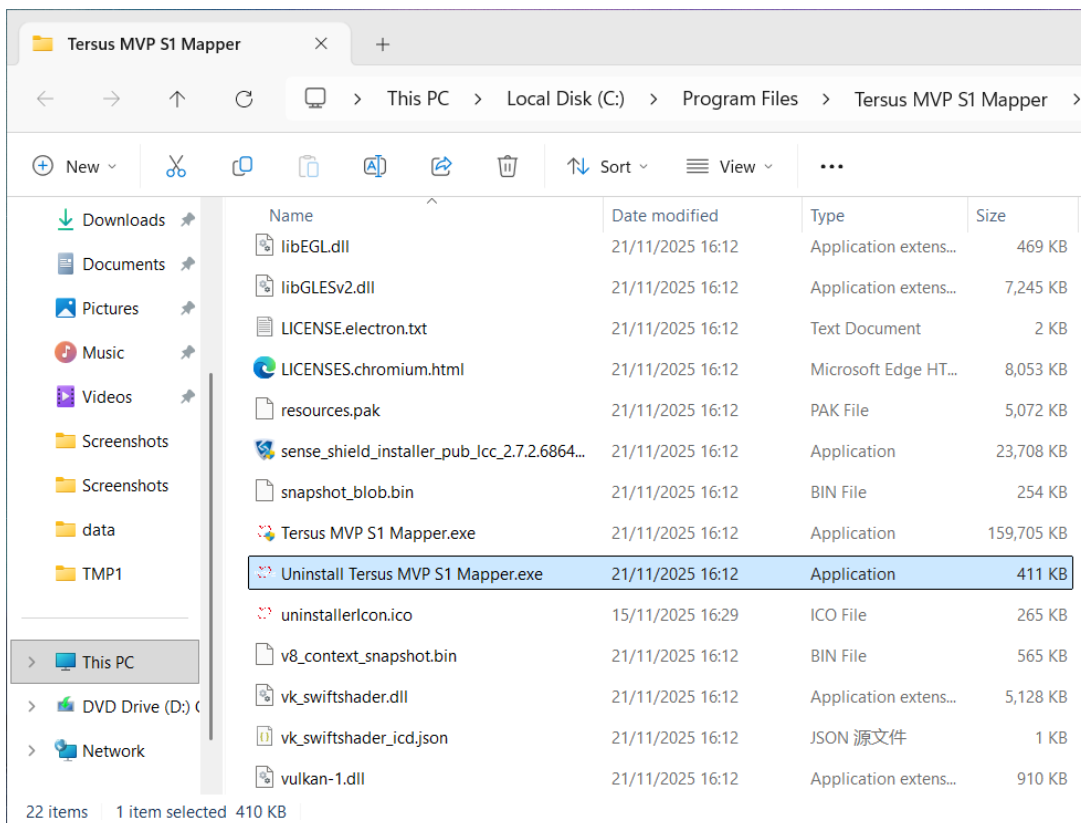 Tersus MVP S1 Mapper
This PC > Local Disk (C:) > Program Files > Tersus MVP S1 Mapper >
New Sort View
Name Date modified Type Size
Downloads
Documents
Pictures
Music
Videos
Screenshots
Screenshots
data
TMP1
This PC
DVD Drive (D:)
Network
libEGL.dll 21/11/2025 16:12 Application extens... 469 KB
libGLESv2.dll 21/11/2025 16:12 Application extens... 7,245 KB
LICENSE.electron.txt 21/11/2025 16:12 Text Document 2 KB
LICENSES.chromium.html 21/11/2025 16:12 Microsoft Edge HT... 8,053 KB
resources.pak 21/11/2025 16:12 PAK File 5,072 KB
sense_shield_installer_pub_lcc_2.7.2.6864... 21/11/2025 16:12 Application 23,708 KB
snapshot_blob.bin 21/11/2025 16:12 BIN File 254 KB
Tersus MVP S1 Mapper.exe 21/11/2025 16:12 Application 159,705 KB
Uninstall Tersus MVP S1 Mapper.exe 21/11/2025 16:12 Application 411 KB
uninstallerIcon.ico 15/11/2025 16:29 ICO File 265 KB
v8_context_snapshot.bin 21/11/2025 16:12 BIN File 565 KB
vk_swiftshader.dll 21/11/2025 16:12 Application extens... 5,128 KB
vk_swiftshader_icd.json 21/11/2025 16:12 JSON 源文件 1 KB
vulkan-1.dll 21/11/2025 16:12 Application extens... 910 KB
22 items 1 item selected 410 KB